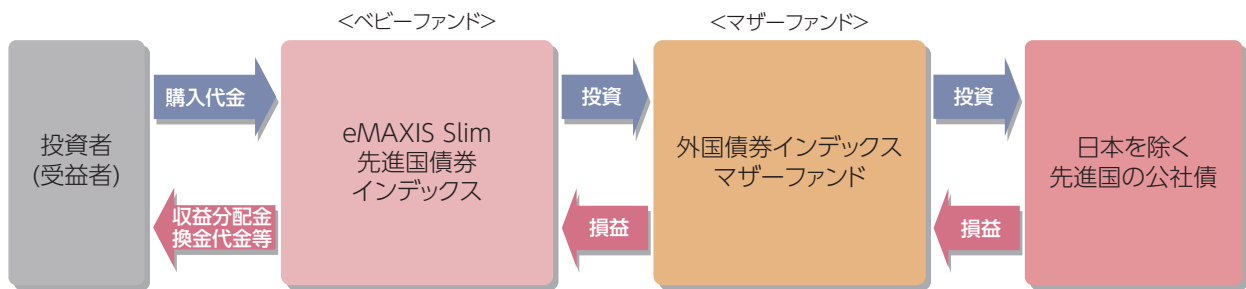 <ベビーファンド>
<マザーファンド>
投資者
(受益者)
購入代金
収益分配金
換金代金等
eMAXIS Slim
先進国債券
インデックス
投資
損益
外国債券インデックス
マザーファンド
投資
損益
日本を除く
先進国の公社債